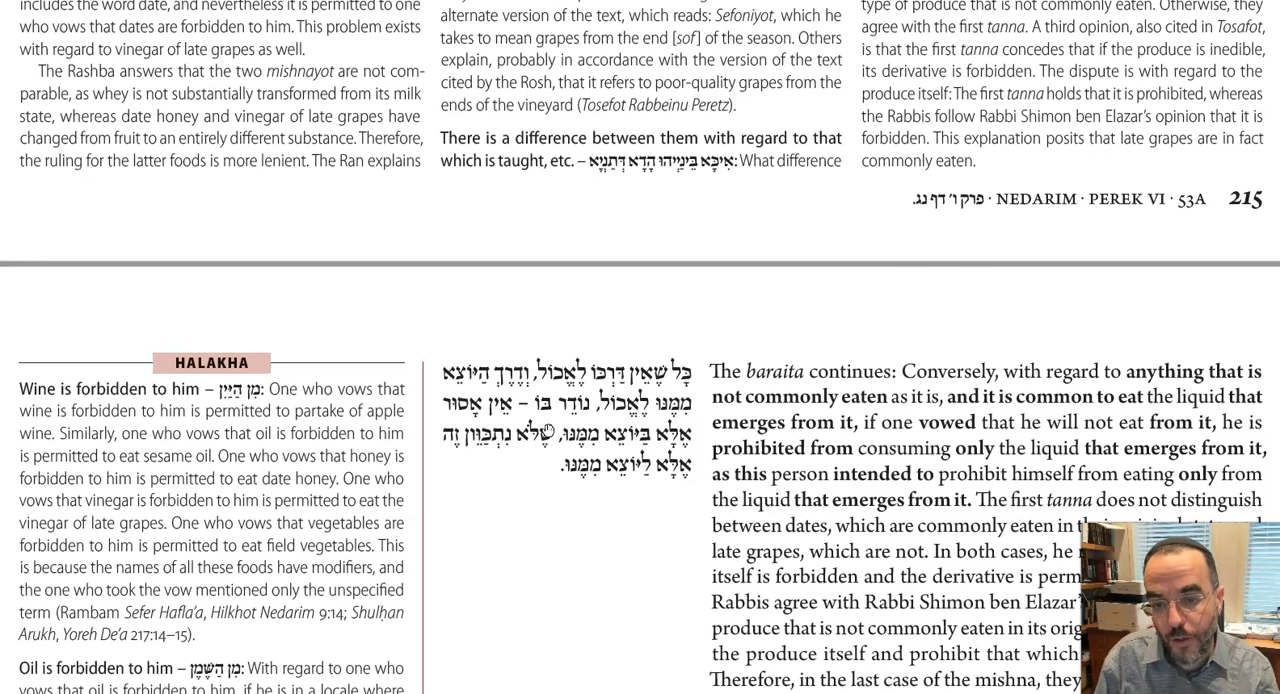 includes the word date, and nevertheless it is permitted to one
who vows that dates are forbidden to him. This problem exists
with regard to vinegar of late grapes as well.
The Rashba answers that the two mishnayot are not com-
parable, as whey is not substantially transformed from its milk
state, whereas date honey and vinegar of late grapes have
changed from fruit to an entirely different substance. Therefore,
the ruling for the latter foods is more lenient. The Ran explains
alternate version of the text, which reads: Sefoniyot, which he
takes to mean grapes from the end [sof] of the season. Others
explain, probably in accordance with the version of the text
cited by the Rosh, that it refers to poor-quality grapes from the
ends of the vineyard (Tosefot Rabbeinu Peretz).
There is a difference between them with regard to that
which is taught, etc. – אִיכָּא בֵּינַיְיהוּ הָדָא דְּתַנְיָא: What difference
type of produce that is not commonly eaten. Otherwise, they
agree with the first tanna. A third opinion, also cited in Tosafot,
is that the first tanna concedes that if the produce is inedible,
its derivative is forbidden. The dispute is with regard to the
produce itself: The first tanna holds that it is prohibited, whereas
the Rabbis follow Rabbi Shimon ben Elazar's opinion that it is
forbidden. This explanation posits that late grapes are in fact
commonly eaten.
פרק ו׳ דף נג. · NEDARIM · PEREK VI · 53A 215
HALAKHA
Wine is forbidden to him – מִן הַיַּיִן: One who vows that
wine is forbidden to him is permitted to partake of apple
wine. Similarly, one who vows that oil is forbidden to him
is permitted to eat sesame oil. One who vows that honey is
forbidden to him is permitted to eat date honey. One who
vows that vinegar is forbidden to him is permitted to eat the
vinegar of late grapes. One who vows that vegetables are
forbidden to him is permitted to eat field vegetables. This
is because the names of all these foods have modifiers, and
the one who took the vow mentioned only the unspecified
term (Rambam Sefer Hafla'a, Hilkhot Nedarim 9:14; Shulḥan
Arukh, Yoreh De'a 217:14–15).
Oil is forbidden to him – מִן הַשֶּׁמֶן: With regard to one who
vows that oil is forbidden to him, if he is in a locale where
כָּל שֶׁאֵין דַּרְכּוֹ לֶאֱכוֹל, וְדֶרֶךְ הַיּוֹצֵא
מִמֶּנּוּ לֶאֱכוֹל, נוֹדֵר בּוֹ – אֵין אָסוּר
אֶלָּא בַּיּוֹצֵא מִמֶּנּוּ, שֶׁלֹּא נִתְכַּוֵּון זֶה
אֶלָּא לַיּוֹצֵא מִמֶּנּוּ.
The baraita continues: Conversely, with regard to anything that is
not commonly eaten as it is, and it is common to eat the liquid that
emerges from it, if one vowed that he will not eat from it, he is
prohibited from consuming only the liquid that emerges from it,
as this person intended to prohibit himself from eating only from
the liquid that emerges from it. The first tanna does not distinguish
between dates, which are commonly eaten in
late grapes, which are not. In both cases, he
itself is forbidden and the derivative is perm
Rabbis agree with Rabbi Shimon ben Elazar'
produce that is not commonly eaten in its orig
the produce itself and prohibit that which
Therefore, in the last case of the mishna, they